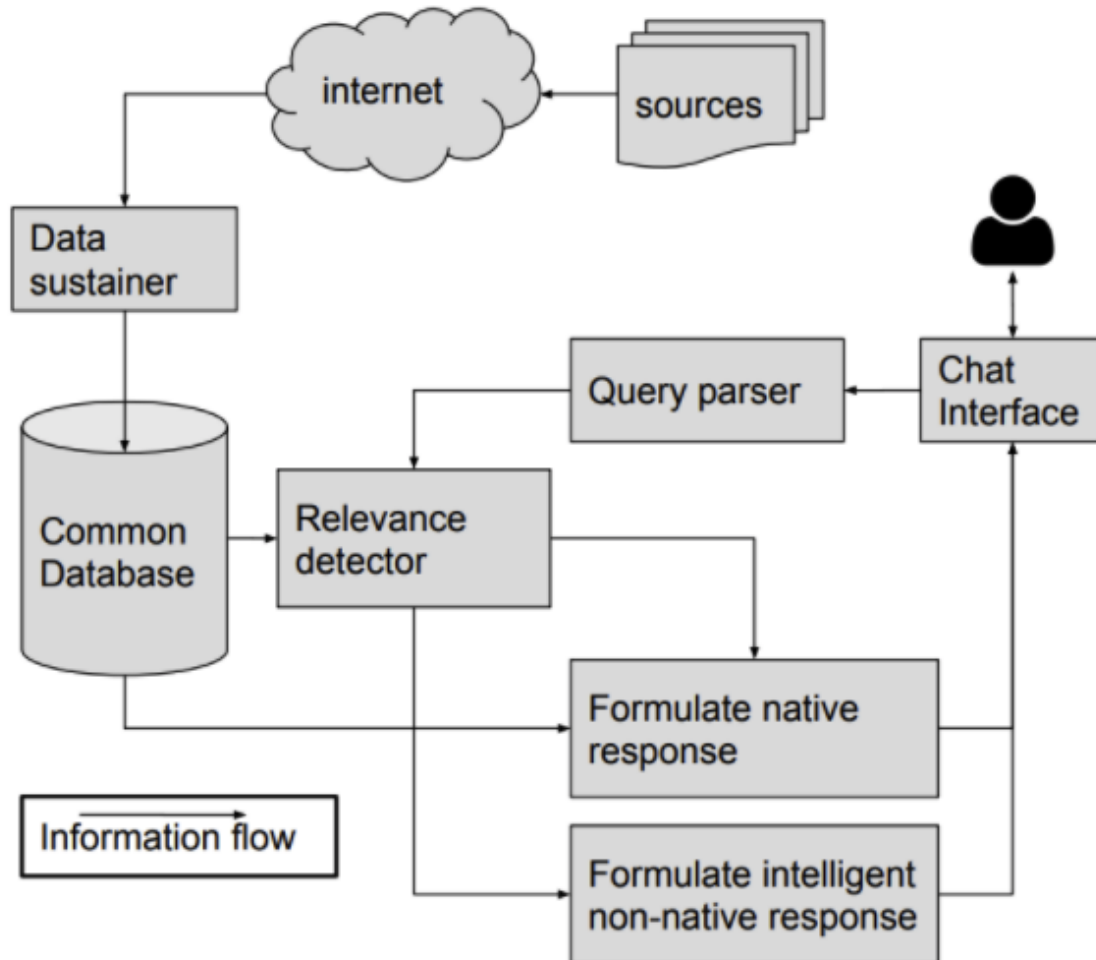 internet
sources
Data
sustainer
Query parser
Chat
Interface
Common
Database
Relevance
detector
Formulate native
response
Information flow
Formulate intelligent
non-native response